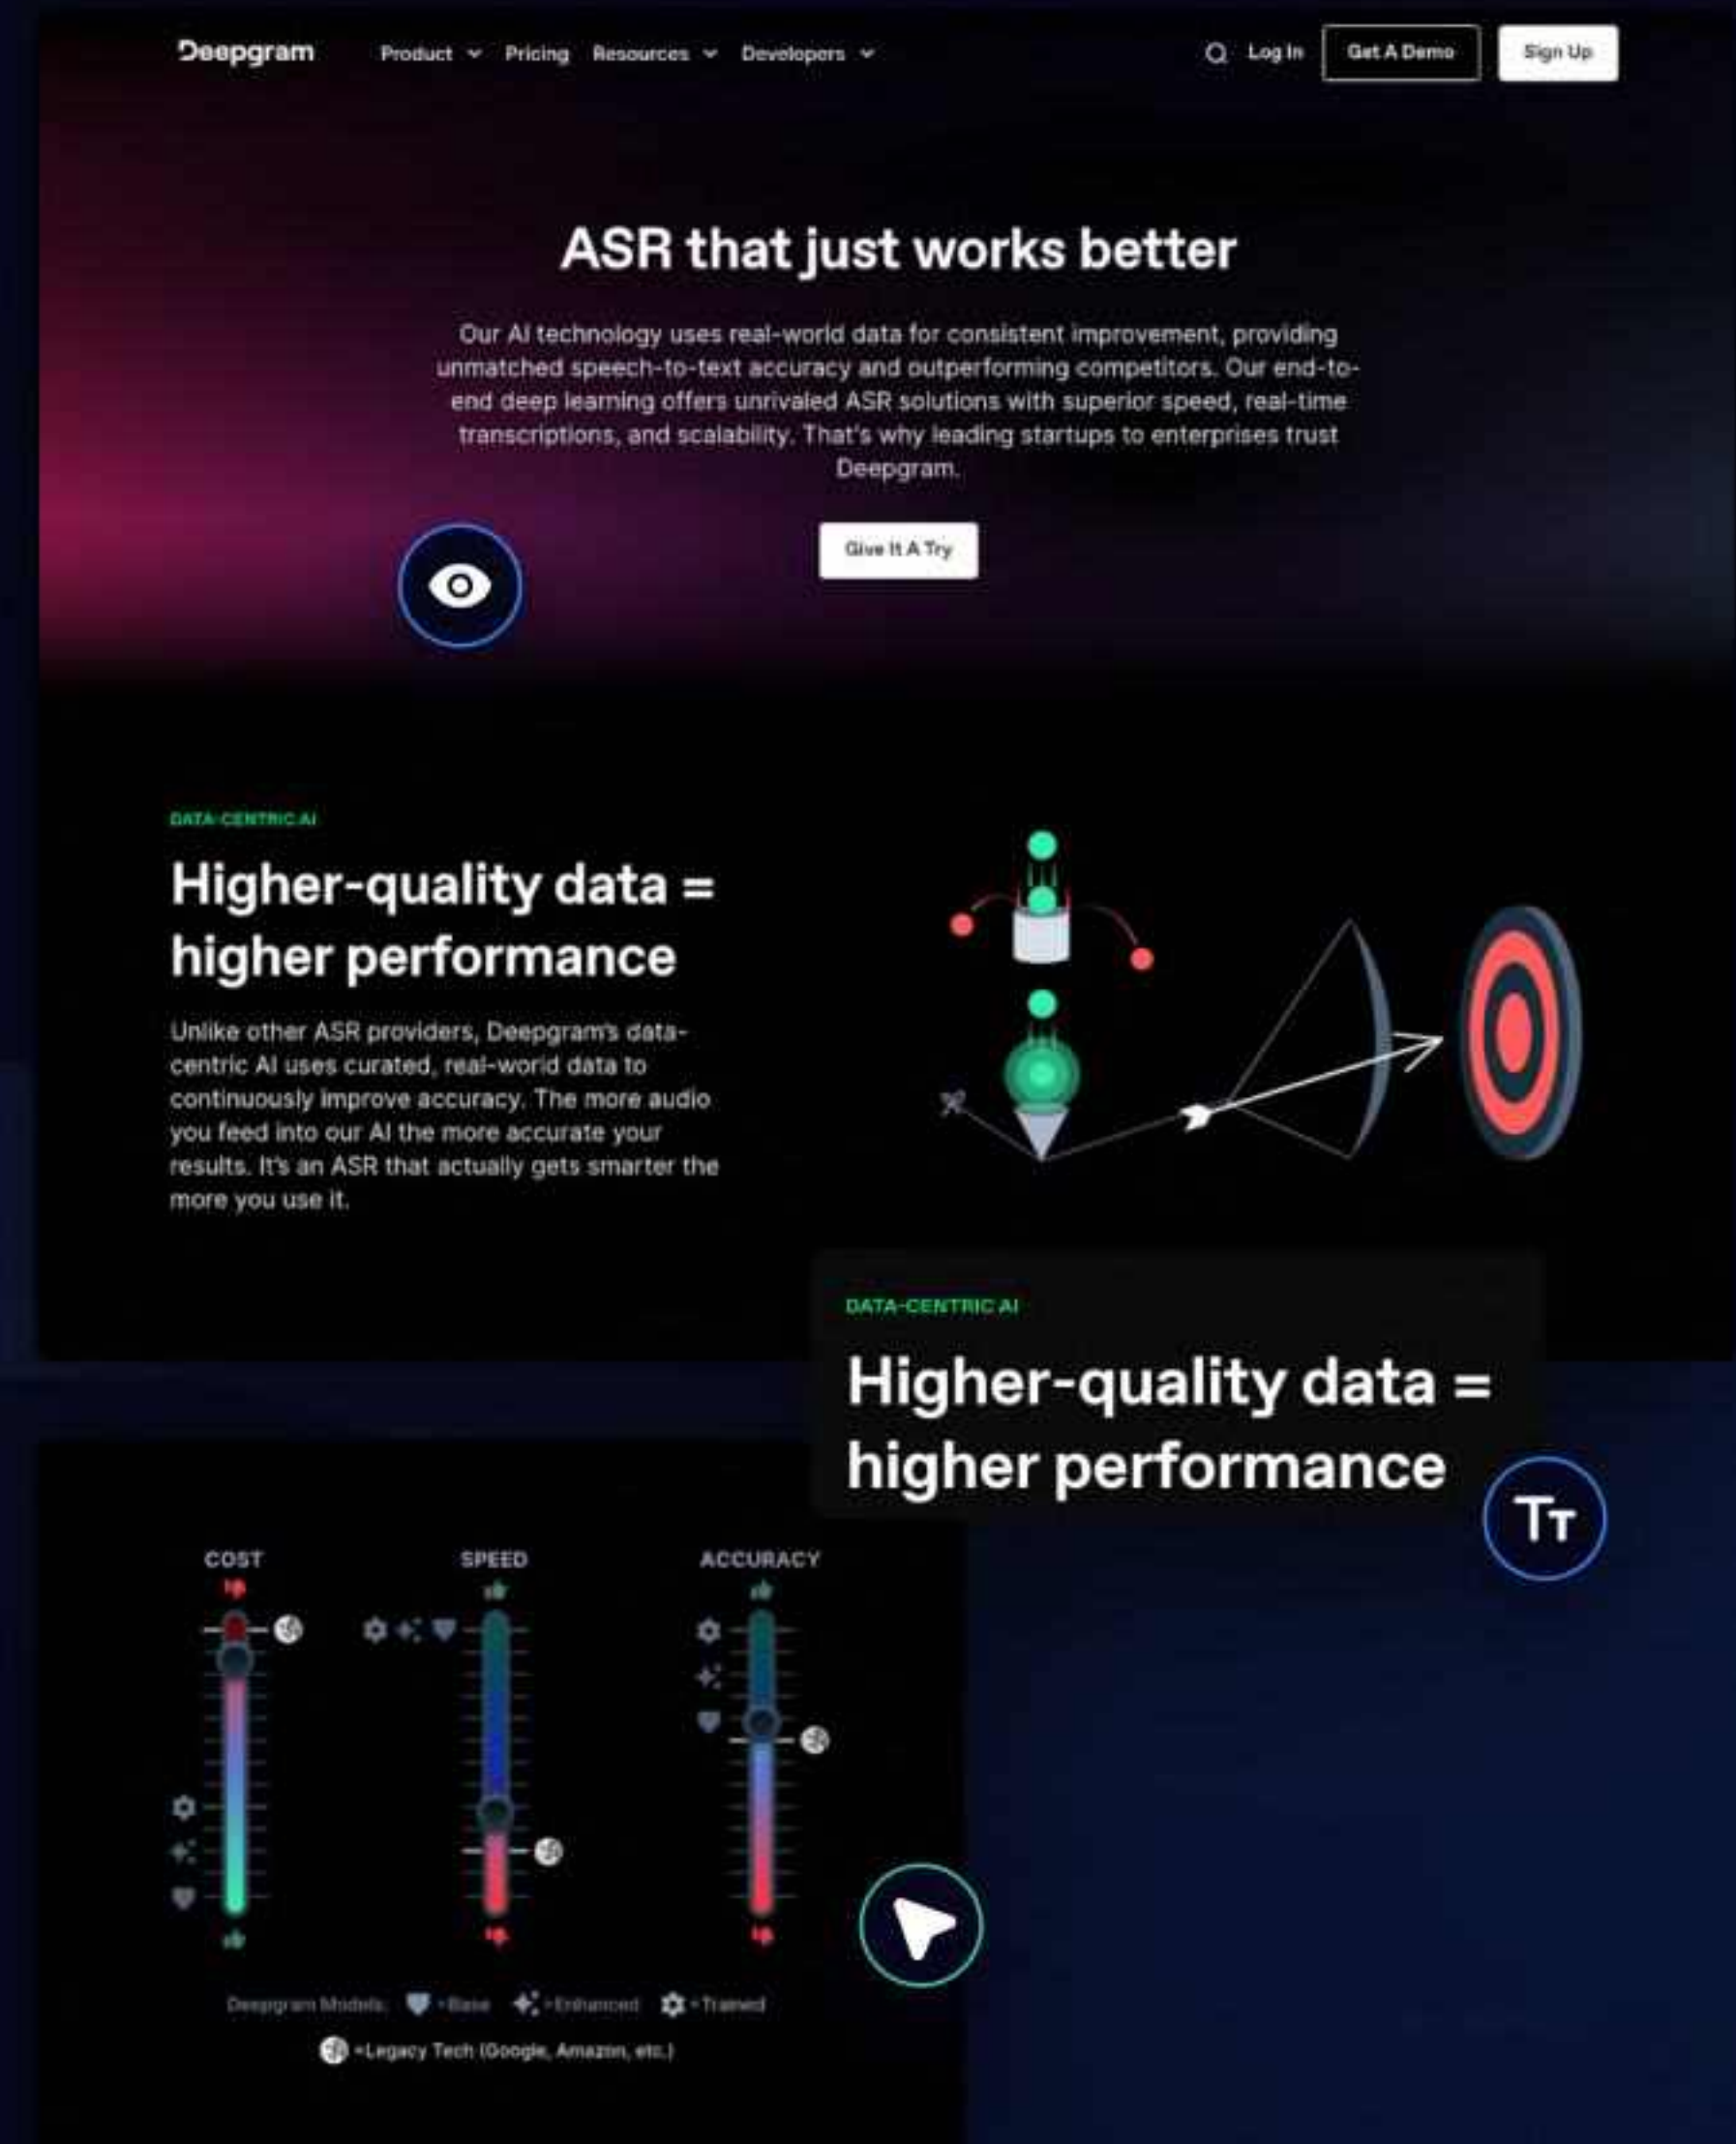 Deepgram
Product Pricing Resources Developers
Log In
Get A Demo
Sign Up
ASR that just works better
Our AI technology uses real-world data for consistent improvement, providing
unmatched speech-to-text accuracy and outperforming competitors. Our end-to-
end deep learning offers unrivaled ASR solutions with superior speed, real-time
transcriptions, and scalability. That's why leading startups to enterprises trust
Deepgram.
Give It A Try
DATA-CENTRIC AI
Higher-quality data =
higher performance
Unlike other ASR providers, Deepgram's data-
centric AI uses curated, real-world data to
continuously improve accuracy. The more audio
you feed into our AI the more accurate your
results. It's an ASR that actually gets smarter the
more you use it.
DATA-CENTRIC AI
Higher-quality data =
higher performance
TT
COST SPEED ACCURACY
Deepgram Models: =Base =Enhanced =Trained
=Legacy Tech (Google, Amazon, etc.)